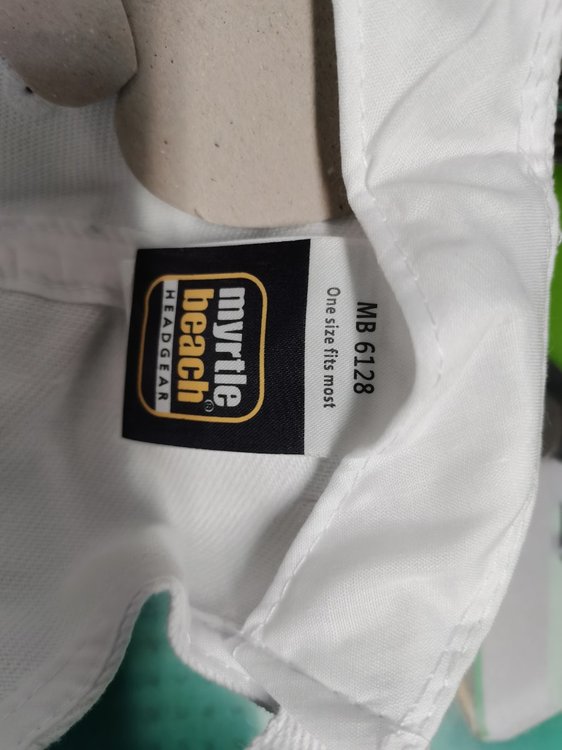 MB 6128
One size fits most
myrtle
beach®
HEADGEAR